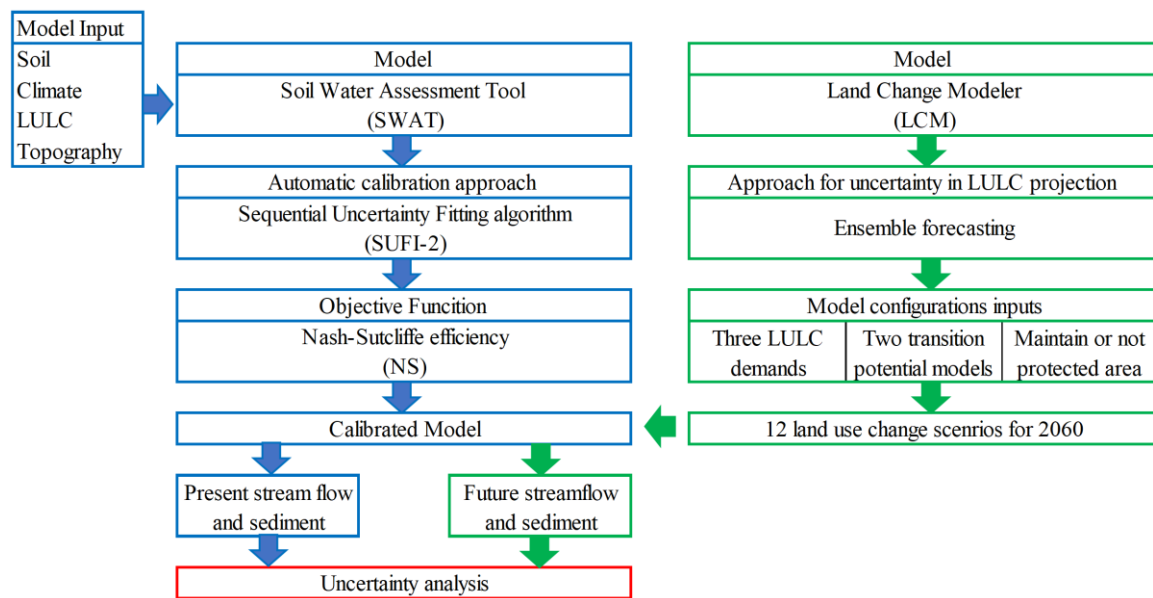 Model Input
Soil
Climate
LULC
Topography
Model
Soil Water Assessment Tool
(SWAT)
Automatic calibration approach
Sequential Uncertainty Fitting algorithm
(SUFI-2)
Objective Funcition
Nash-Sutcliffe efficiency
(NS)
Calibrated Model
Present stream flow
and sediment
Future streamflow
and sediment
Uncertainty analysis
Model
Land Change Modeler
(LCM)
Approach for uncertainty in LULC projection
Ensemble forecasting
Model configurations inputs
Three LULC
demands
Two transition
potential models
Maintain or not
protected area
12 land use change scenrios for 2060